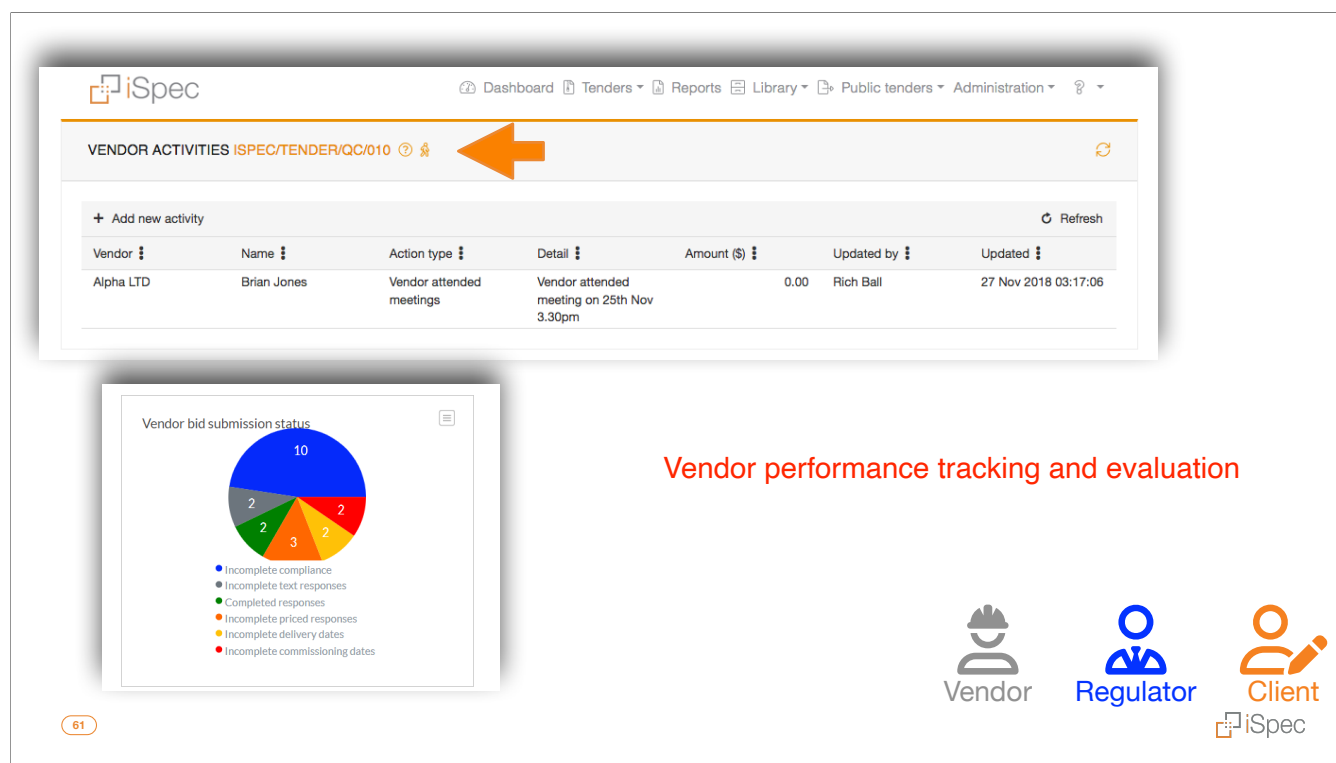 iSpec
Dashboard Tenders Reports Library Public tenders Administration
VENDOR ACTIVITIES ISPEC/TENDER/QC/010
+ Add new activity
Refresh
Vendor Name Action type Detail Amount ($) Updated by Updated
Alpha LTD Brian Jones Vendor attended Vendor attended 0.00 Rich Ball 27 Nov 2018 03:17:06
meetings meeting on 25th Nov
3.30pm
Vendor bid submission status
10
2
2
3
2
2
Incomplete compliance
Incomplete text responses
Completed responses
Incomplete priced responses
Incomplete delivery dates
Incomplete commissioning dates
Vendor performance tracking and evaluation
Vendor Regulator Client
61
iSpec